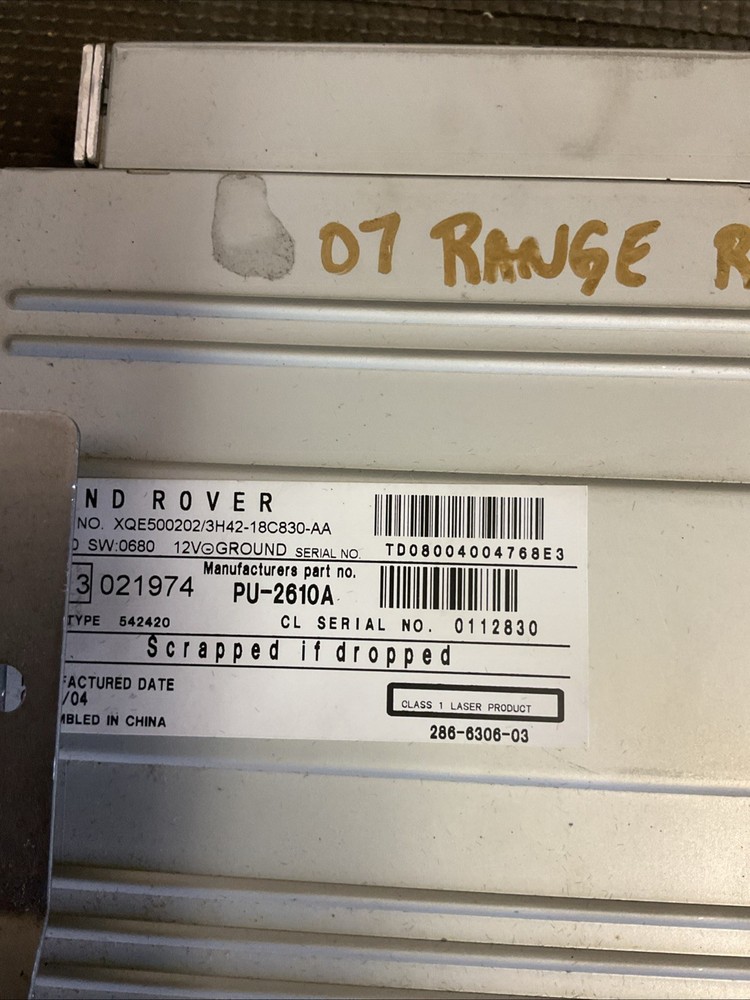 07 RANGE R
ND ROVER
NO. XQE500202/3H42-18C830-AA
D SW:0680 12V⊖GROUND SERIAL NO. TD08004004768E3
3 021974 Manufacturers part no.
PU-2610A
TYPE 542420 CL SERIAL NO. 0112830
Scrapped if dropped
FACTURED DATE
/04
MBLED IN CHINA
CLASS 1 LASER PRODUCT
286-6306-03